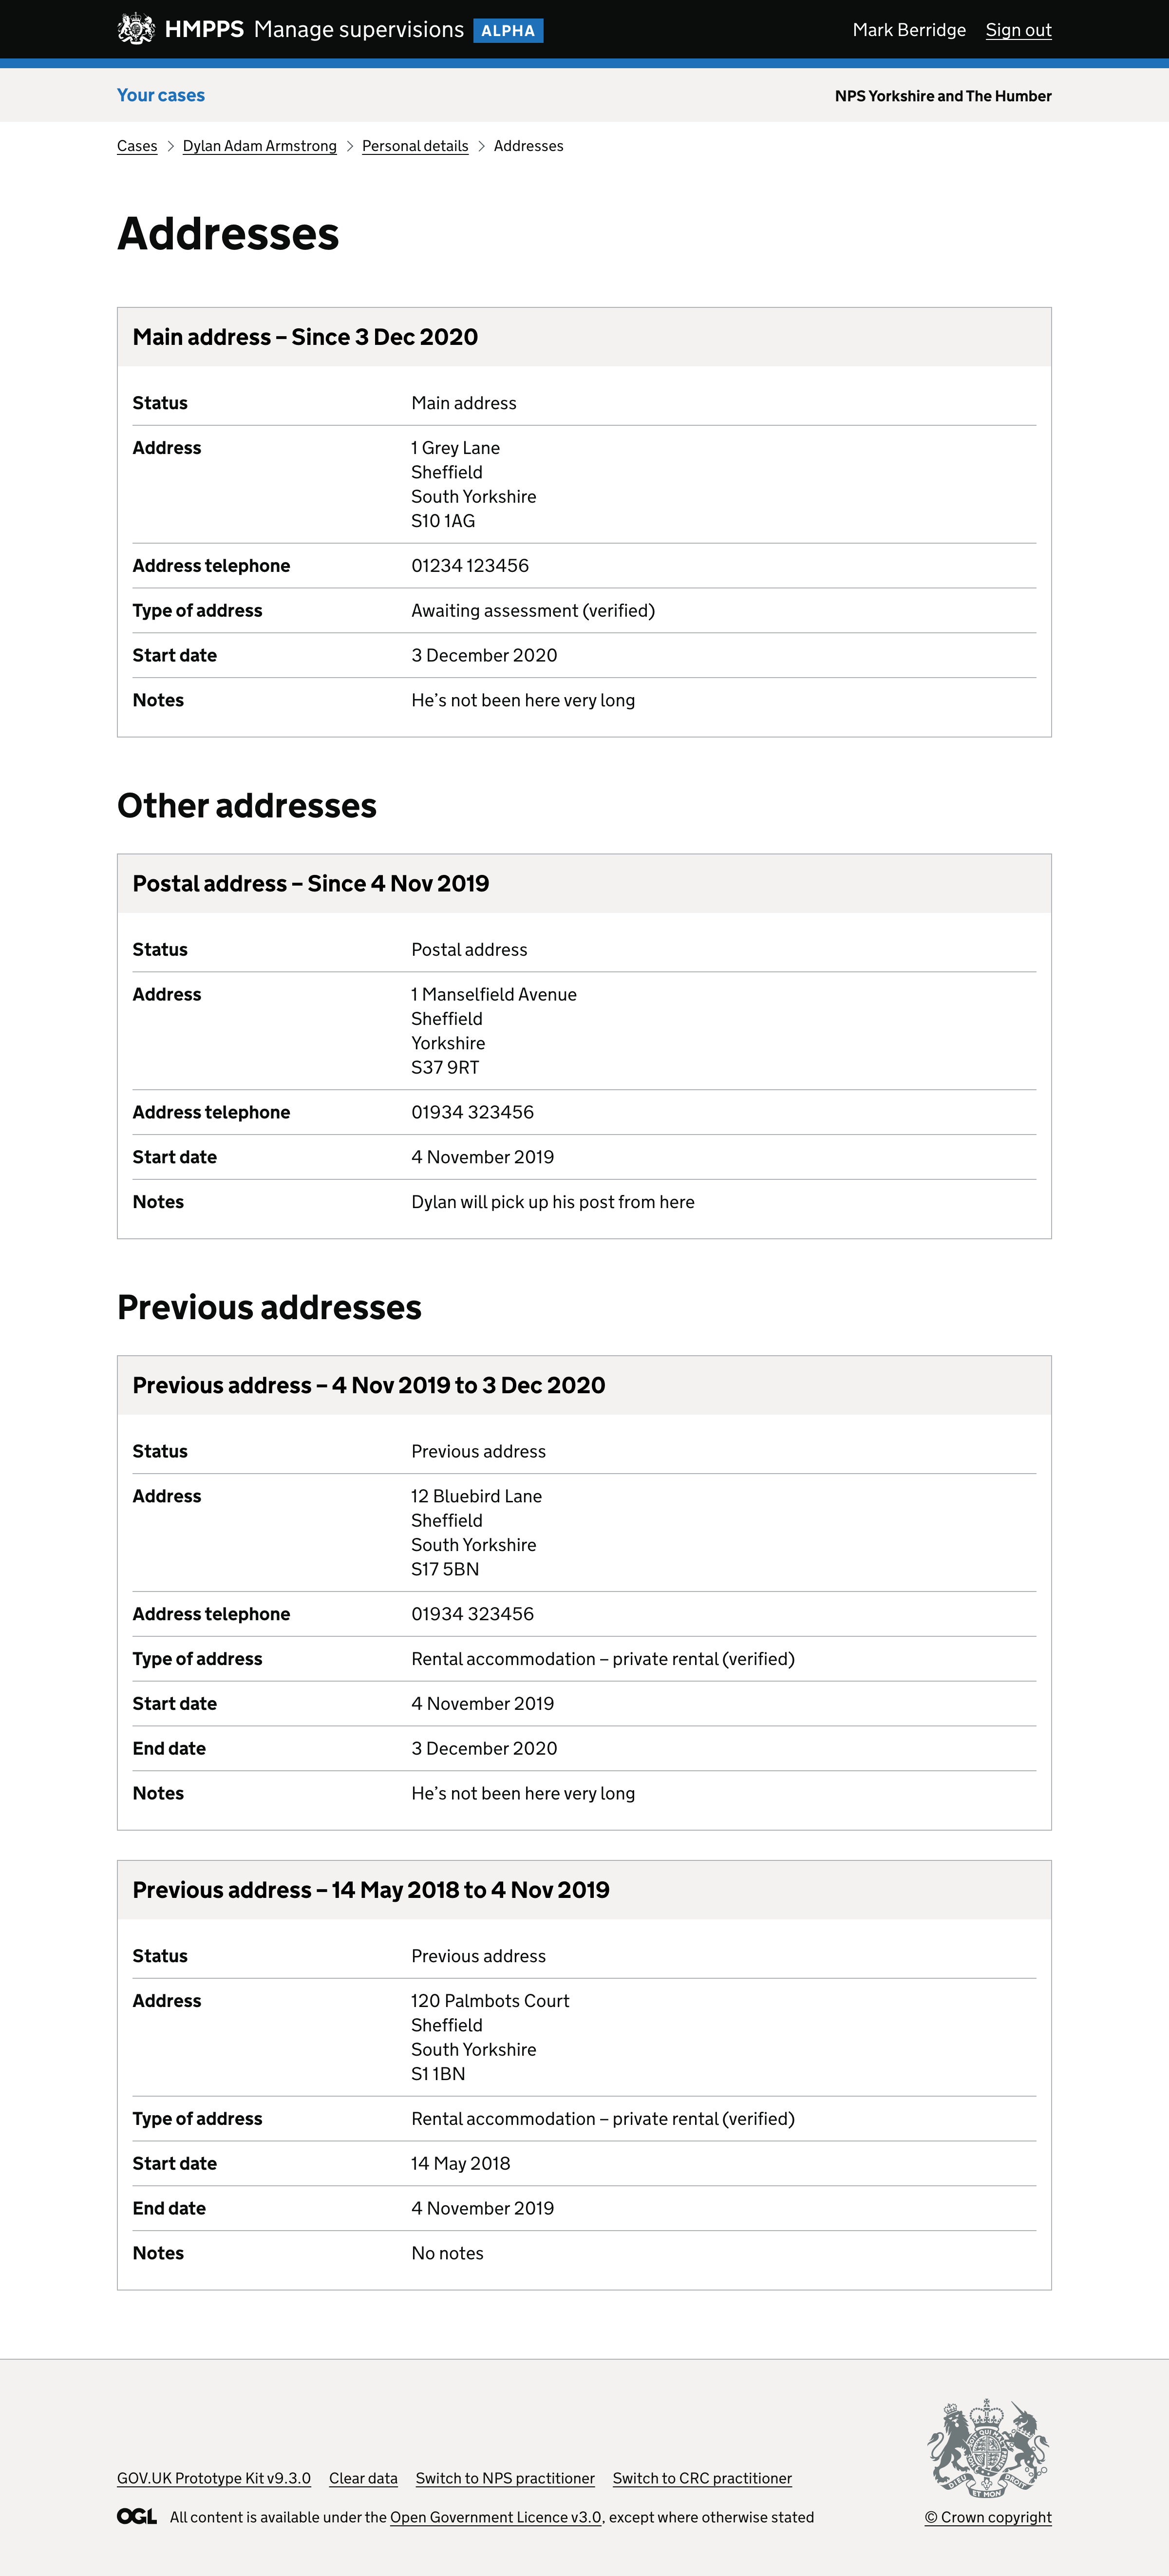 HMPPS Manage supervisions ALPHA
Mark Berridge Sign out
Your cases
NPS Yorkshire and The Humber
Cases > Dylan Adam Armstrong > Personal details > Addresses
Addresses
Main address – Since 3 Dec 2020
Status Main address
Address 1 Grey Lane
Sheffield
South Yorkshire
S10 1AG
Address telephone 01234 123456
Type of address Awaiting assessment (verified)
Start date 3 December 2020
Notes He’s not been here very long
Other addresses
Postal address – Since 4 Nov 2019
Status Postal address
Address 1 Manselfield Avenue
Sheffield
Yorkshire
S37 9RT
Address telephone 01934 323456
Start date 4 November 2019
Notes Dylan will pick up his post from here
Previous addresses
Previous address – 4 Nov 2019 to 3 Dec 2020
Status Previous address
Address 12 Bluebird Lane
Sheffield
South Yorkshire
S17 5BN
Address telephone 01934 323456
Type of address Rental accommodation – private rental (verified)
Start date 4 November 2019
End date 3 December 2020
Notes He’s not been here very long
Previous address – 14 May 2018 to 4 Nov 2019
Status Previous address
Address 120 Palmbots Court
Sheffield
South Yorkshire
S1 1BN
Type of address Rental accommodation – private rental (verified)
Start date 14 May 2018
End date 4 November 2019
Notes No notes
DIEU ET MON DROIT
GOV.UK Prototype Kit v9.3.0 Clear data Switch to NPS practitioner Switch to CRC practitioner
OGL All content is available under the Open Government Licence v3.0, except where otherwise stated
© Crown copyright